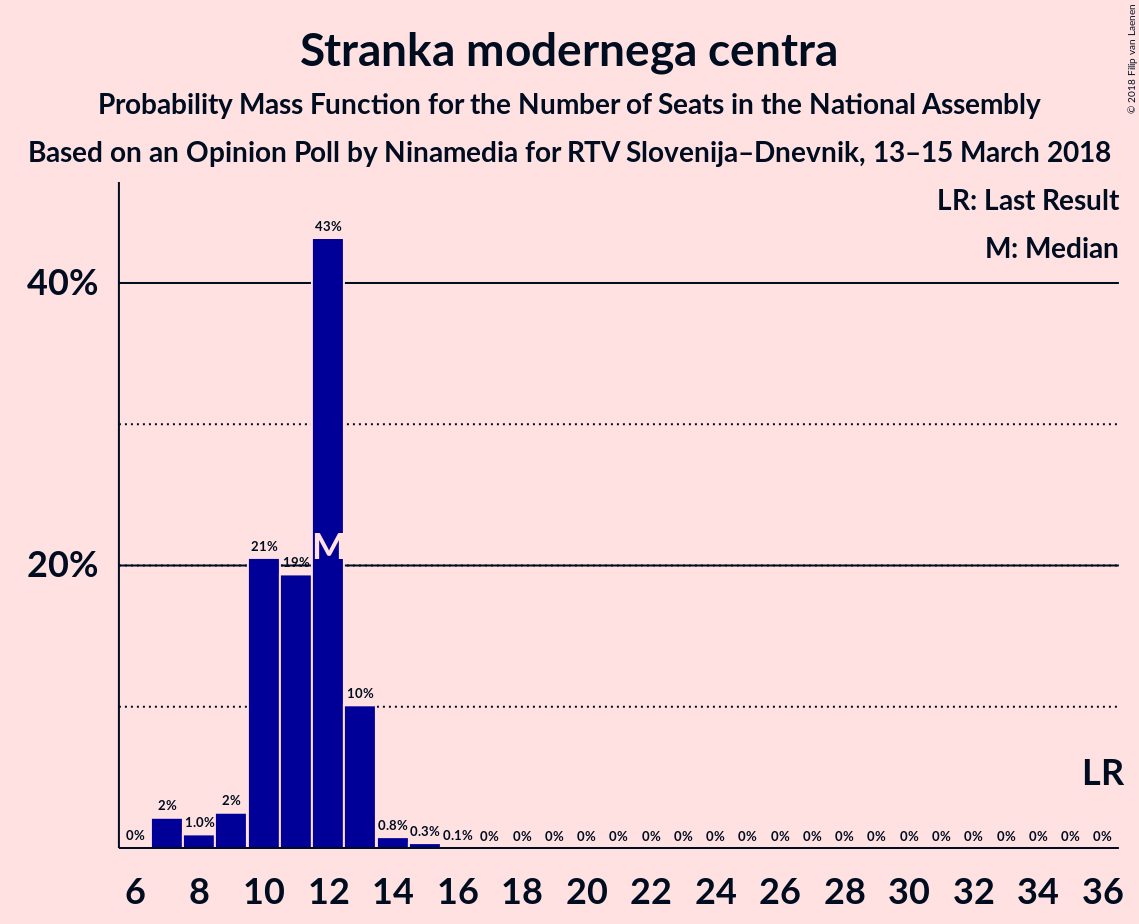 © 2018 Filip van Laenen
Stranka modernega centra
Probability Mass Function for the Number of Seats in the National Assembly
Based on an Opinion Poll by Ninamedia for RTV Slovenija–Dnevnik, 13–15 March 2018
LR: Last Result
M: Median
40%
20%
0% 2% 1.0% 2% 21% 19% 43% 10% 0.8% 0.3% 0.1% 0% 0% 0% 0% 0% 0% 0% 0% 0% 0% 0% 0% 0% 0% 0% 0% 0% 0% 0% 0%
M
LR
6 8 10 12 14 16 18 20 22 24 26 28 30 32 34 36